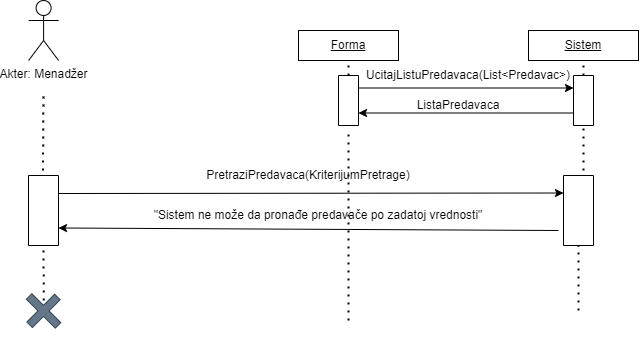 Forma
Sistem
Akter: Menadžer
UcitajListuPredavaca(List<Predavac>)
ListaPredavaca
PretraziPredavaca(KriterijumPretrage)
"Sistem ne može da pronađe predavače po zadatoj vrednosti"